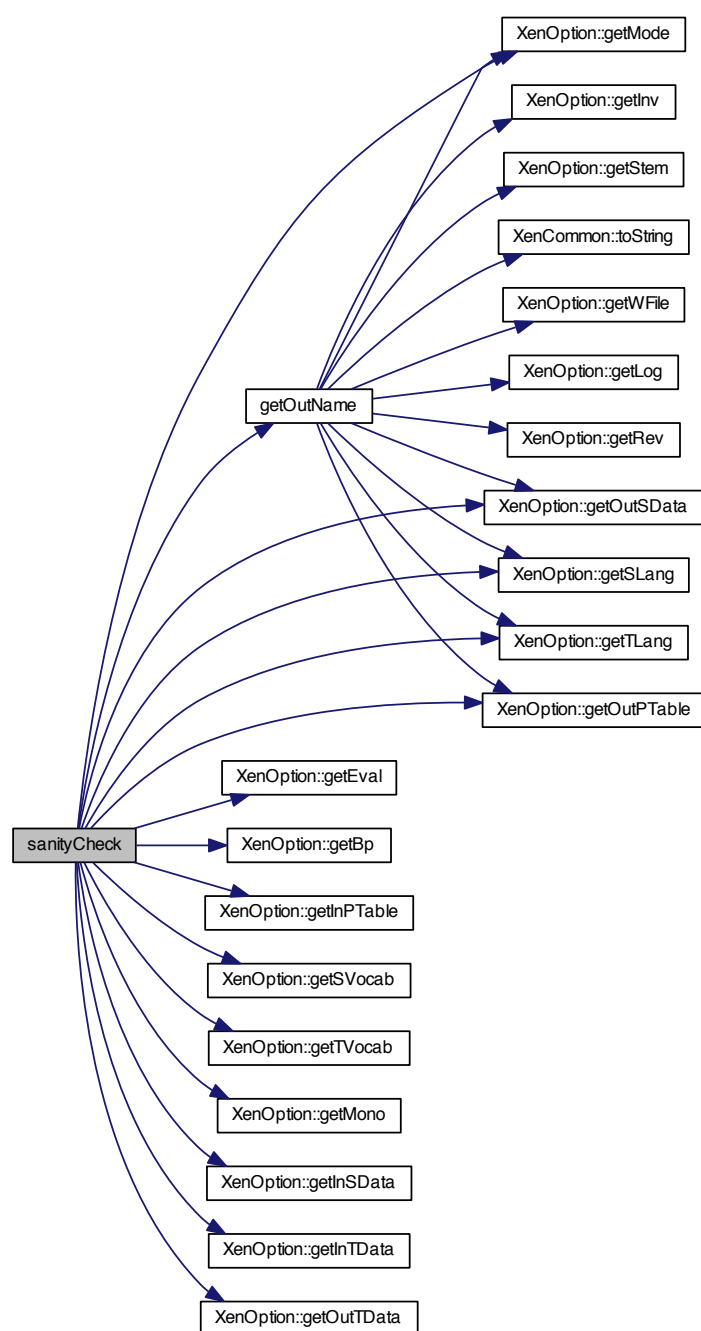 XenOption::getMode
XenOption::getInv
XenOption::getStem
XenCommon::toString
XenOption::getWFile
XenOption::getLog
getOutName
XenOption::getRev
XenOption::getOutSData
XenOption::getSLang
XenOption::getTLang
XenOption::getOutPTable
XenOption::getEval
sanityCheck
XenOption::getBp
XenOption::getInPTable
XenOption::getSVocab
XenOption::getTVocab
XenOption::getMono
XenOption::getInSData
XenOption::getInTData
XenOption::getOutTData